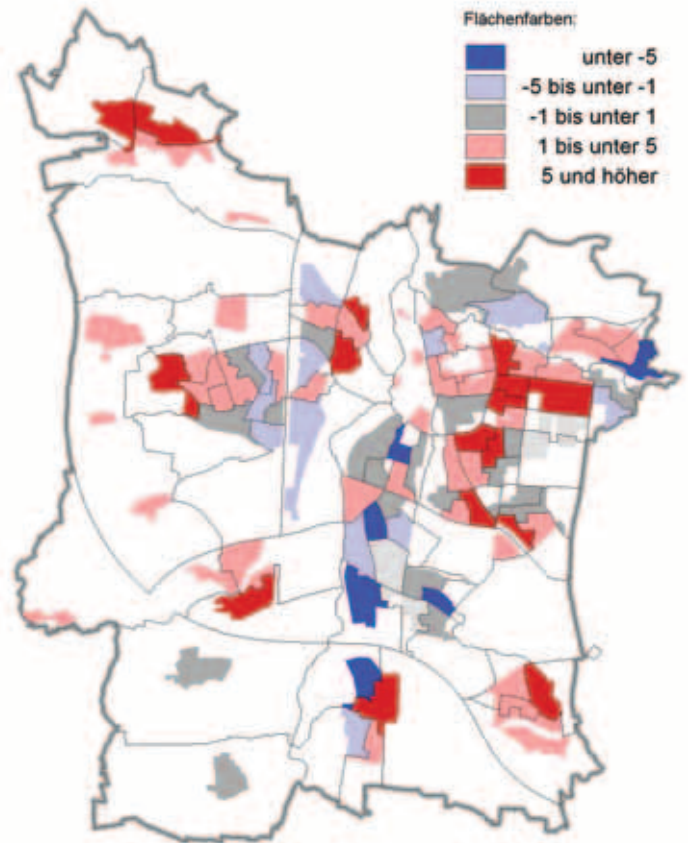 Flächenfarben:
unter -5
-5 bis unter -1
-1 bis unter 1
1 bis unter 5
5 und höher